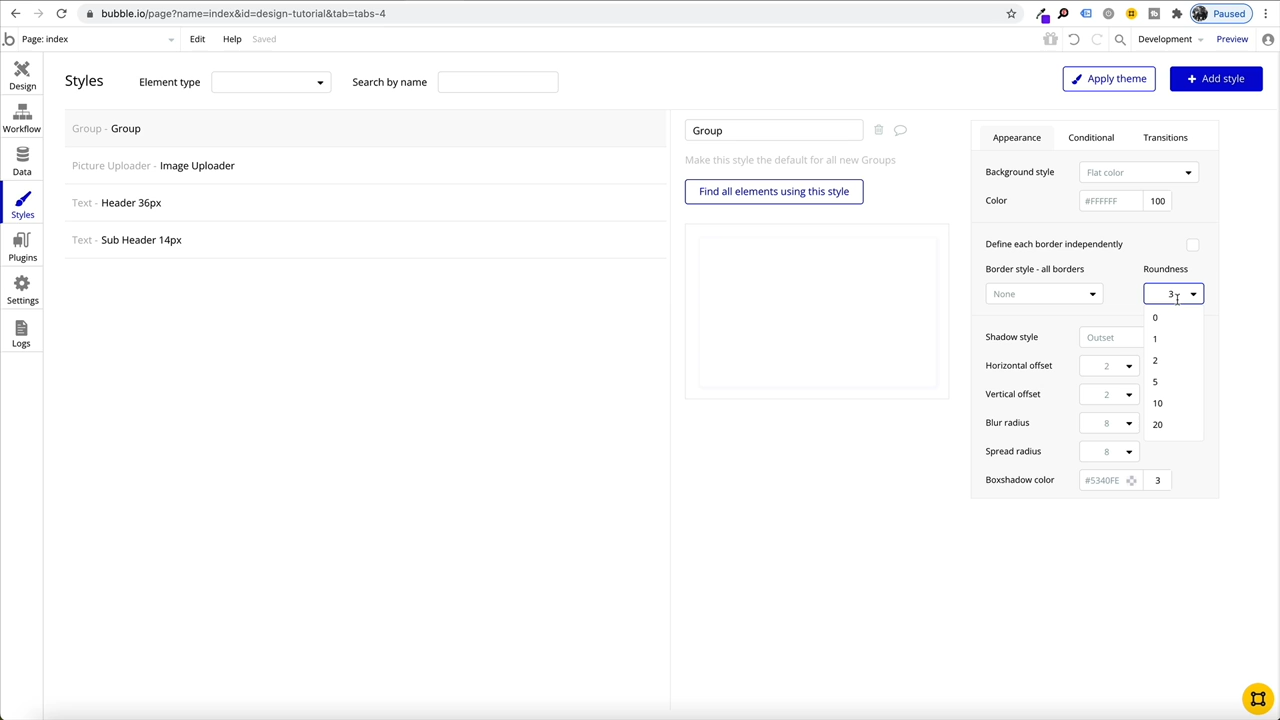 bubble.io/page?name=index&id=design-tutorial&tab=tabs-4
Paused
Page: index
Edit
Help
Saved
Development
Preview
Design
Workflow
Data
Styles
Plugins
Settings
Logs
Styles
Element type
Search by name
Apply theme
+ Add style
Group - Group
Picture Uploader - Image Uploader
Text - Header 36px
Text - Sub Header 14px
Group
Make this style the default for all new Groups
Find all elements using this style
Appearance
Conditional
Transitions
Background style
Flat color
Color
#FFFFFF
100
Define each border independently
Border style - all borders
Roundness
None
3
0
1
2
5
10
20
Shadow style
Outset
Horizontal offset
2
Vertical offset
2
Blur radius
8
Spread radius
8
Boxshadow color
#5340FE
3